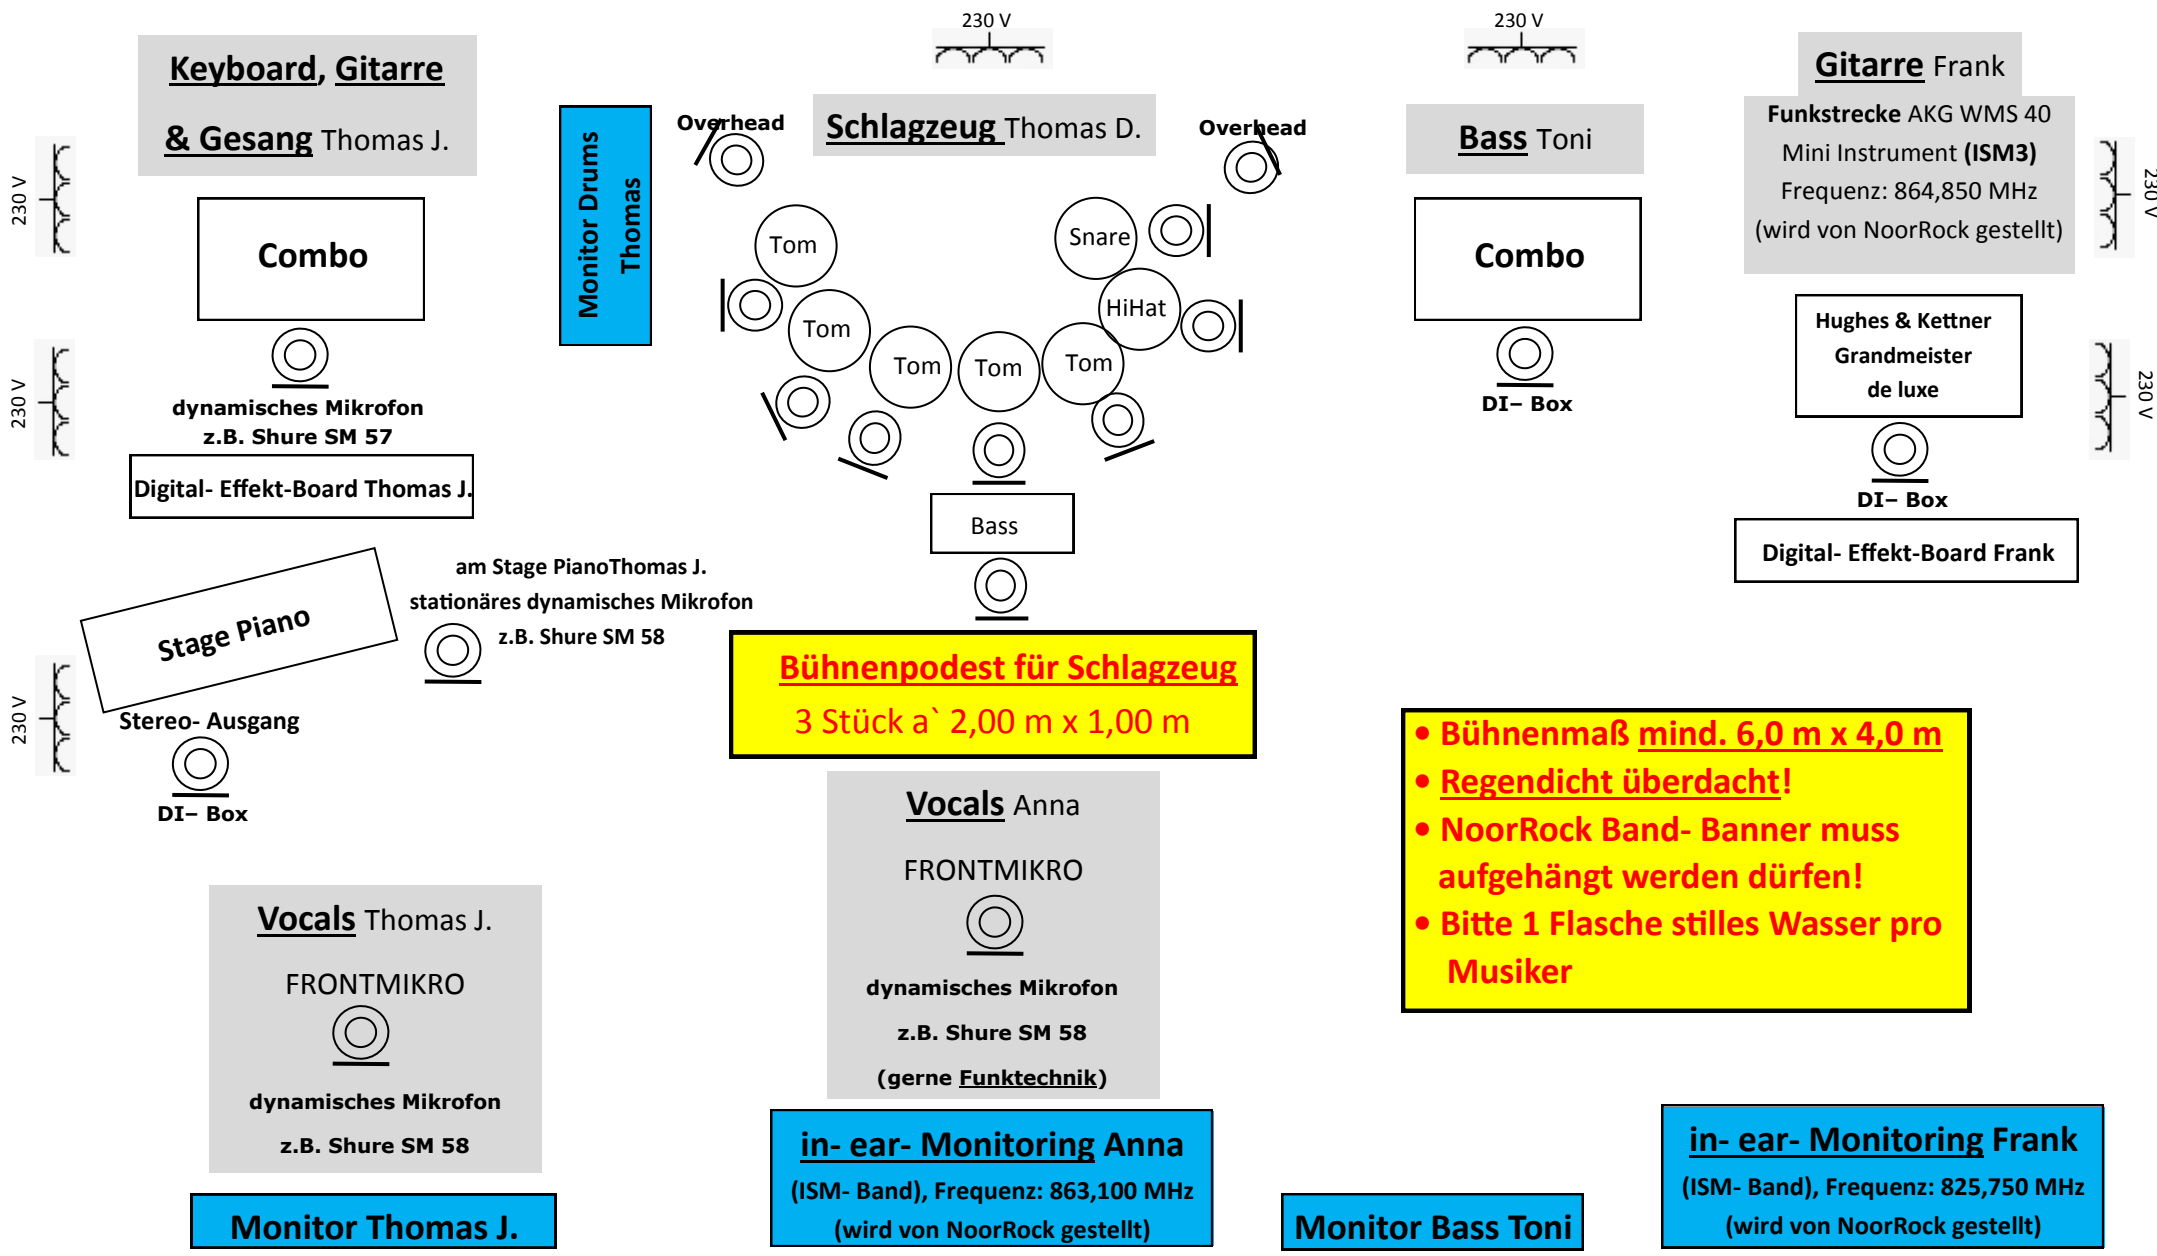 230 V
230 V
Keyboard, Gitarre
& Gesang Thomas J.
Overhead
Schlagzeug Thomas D.
Overhead
Bass Toni
Gitarre Frank
Funkstrecke AKG WMS 40
Mini Instrument (ISM3)
Frequenz: 864,850 MHz
(wird von NoorRock gestellt)
230 V
230 V
Combo
Monitor Drums
Thomas
Tom
Tom
Tom
Tom
Tom
Snare
HiHat
Combo
Hughes & Kettner
Grandmeister
de luxe
230 V
230 V
dynamisches Mikrofon
z.B. Shure SM 57
DI– Box
Digital- Effekt-Board Thomas J.
DI– Box
Bass
Digital- Effekt-Board Frank
am Stage PianoThomas J.
stationäres dynamisches Mikrofon
z.B. Shure SM 58
Stage Piano
230 V
Stereo- Ausgang
DI– Box
Bühnenpodest für Schlagzeug
3 Stück a` 2,00 m x 1,00 m
• Bühnenmaß mind. 6,0 m x 4,0 m
• Regendicht überdacht!
• NoorRock Band- Banner muss
aufgehängt werden dürfen!
• Bitte 1 Flasche stilles Wasser pro
Musiker
Vocals Anna
FRONTMIKRO
dynamisches Mikrofon
z.B. Shure SM 58
(gerne Funktechnik)
Vocals Thomas J.
FRONTMIKRO
dynamisches Mikrofon
z.B. Shure SM 58
Monitor Thomas J.
in- ear- Monitoring Anna
(ISM- Band), Frequenz: 863,100 MHz
(wird von NoorRock gestellt)
Monitor Bass Toni
in- ear- Monitoring Frank
(ISM- Band), Frequenz: 825,750 MHz
(wird von NoorRock gestellt)